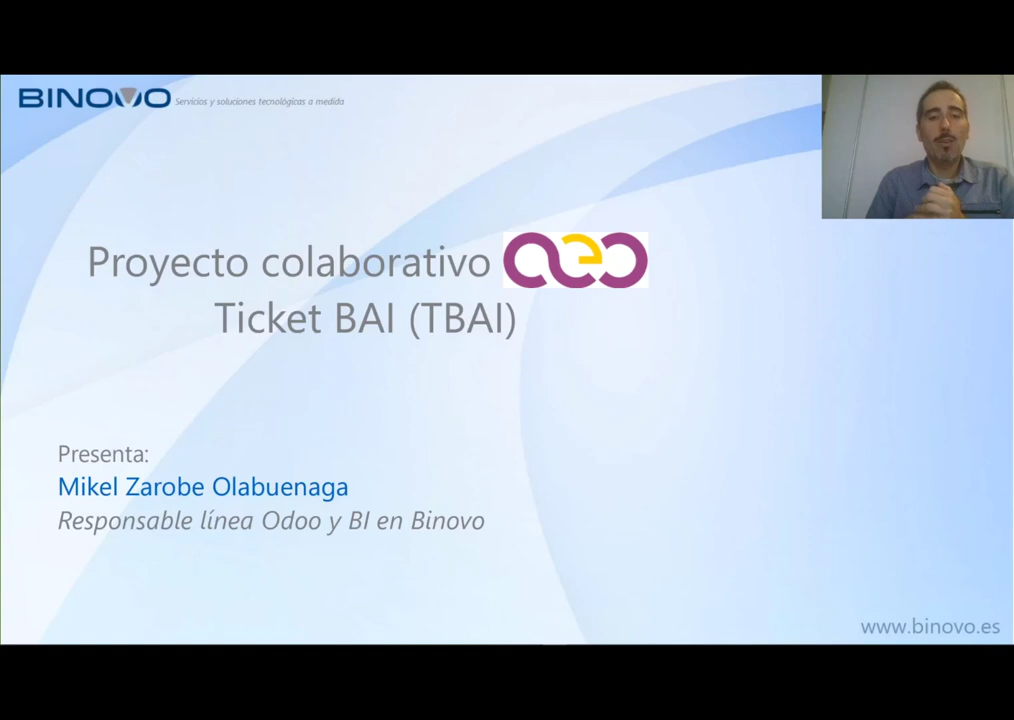 BINOVO Servicios y soluciones tecnológicas a medida
Proyecto colaborativo aeo
Ticket BAI (TBAI)
Presenta:
Mikel Zarobe Olabuenaga
Responsable línea Odoo y BI en Binovo
www.binovo.es